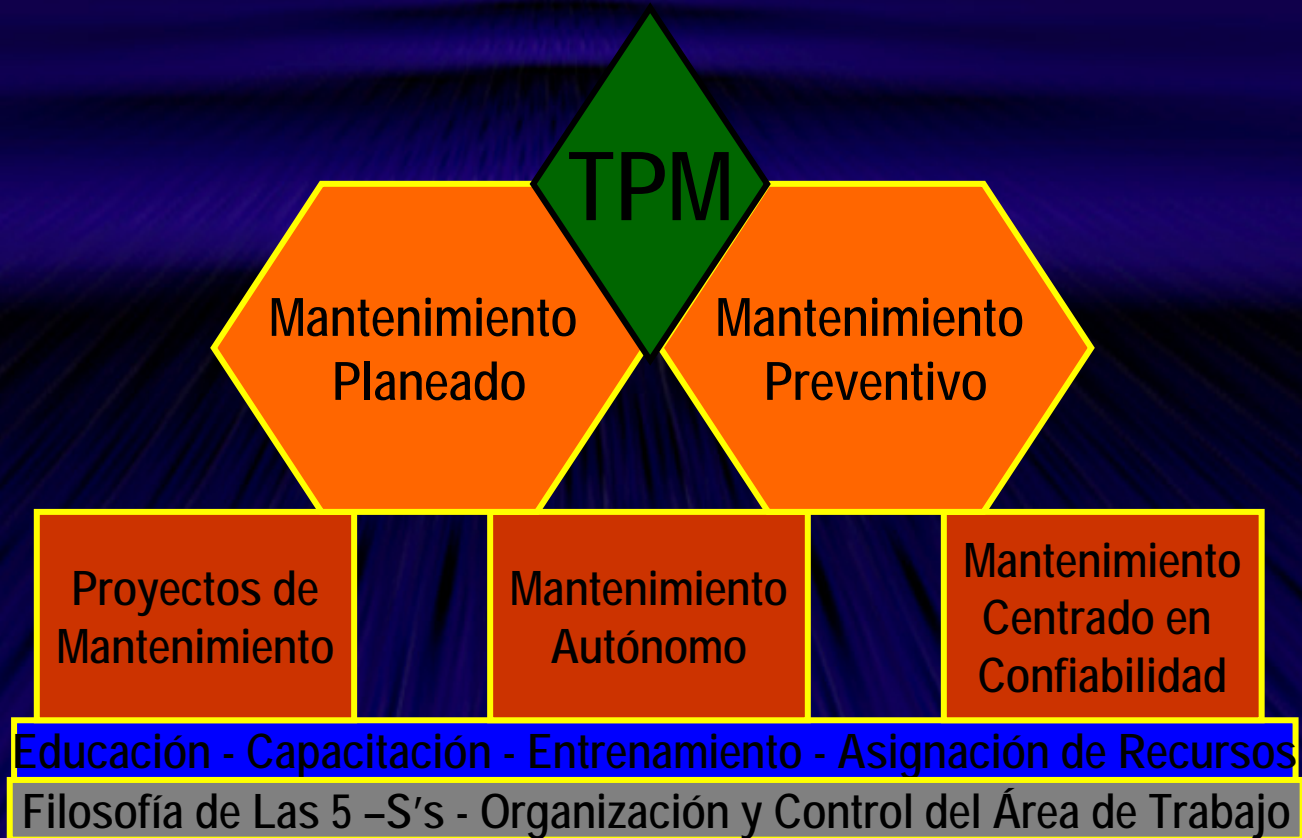 TPM
Mantenimiento
Planeado
Mantenimiento
Preventivo
Proyectos de
Mantenimiento
Mantenimiento
Autónomo
Mantenimiento
Centrado en
Confiabilidad
Educación - Capacitación - Entrenamiento - Asignación de Recursos
Filosofía de Las 5 –S's - Organización y Control del Área de Trabajo